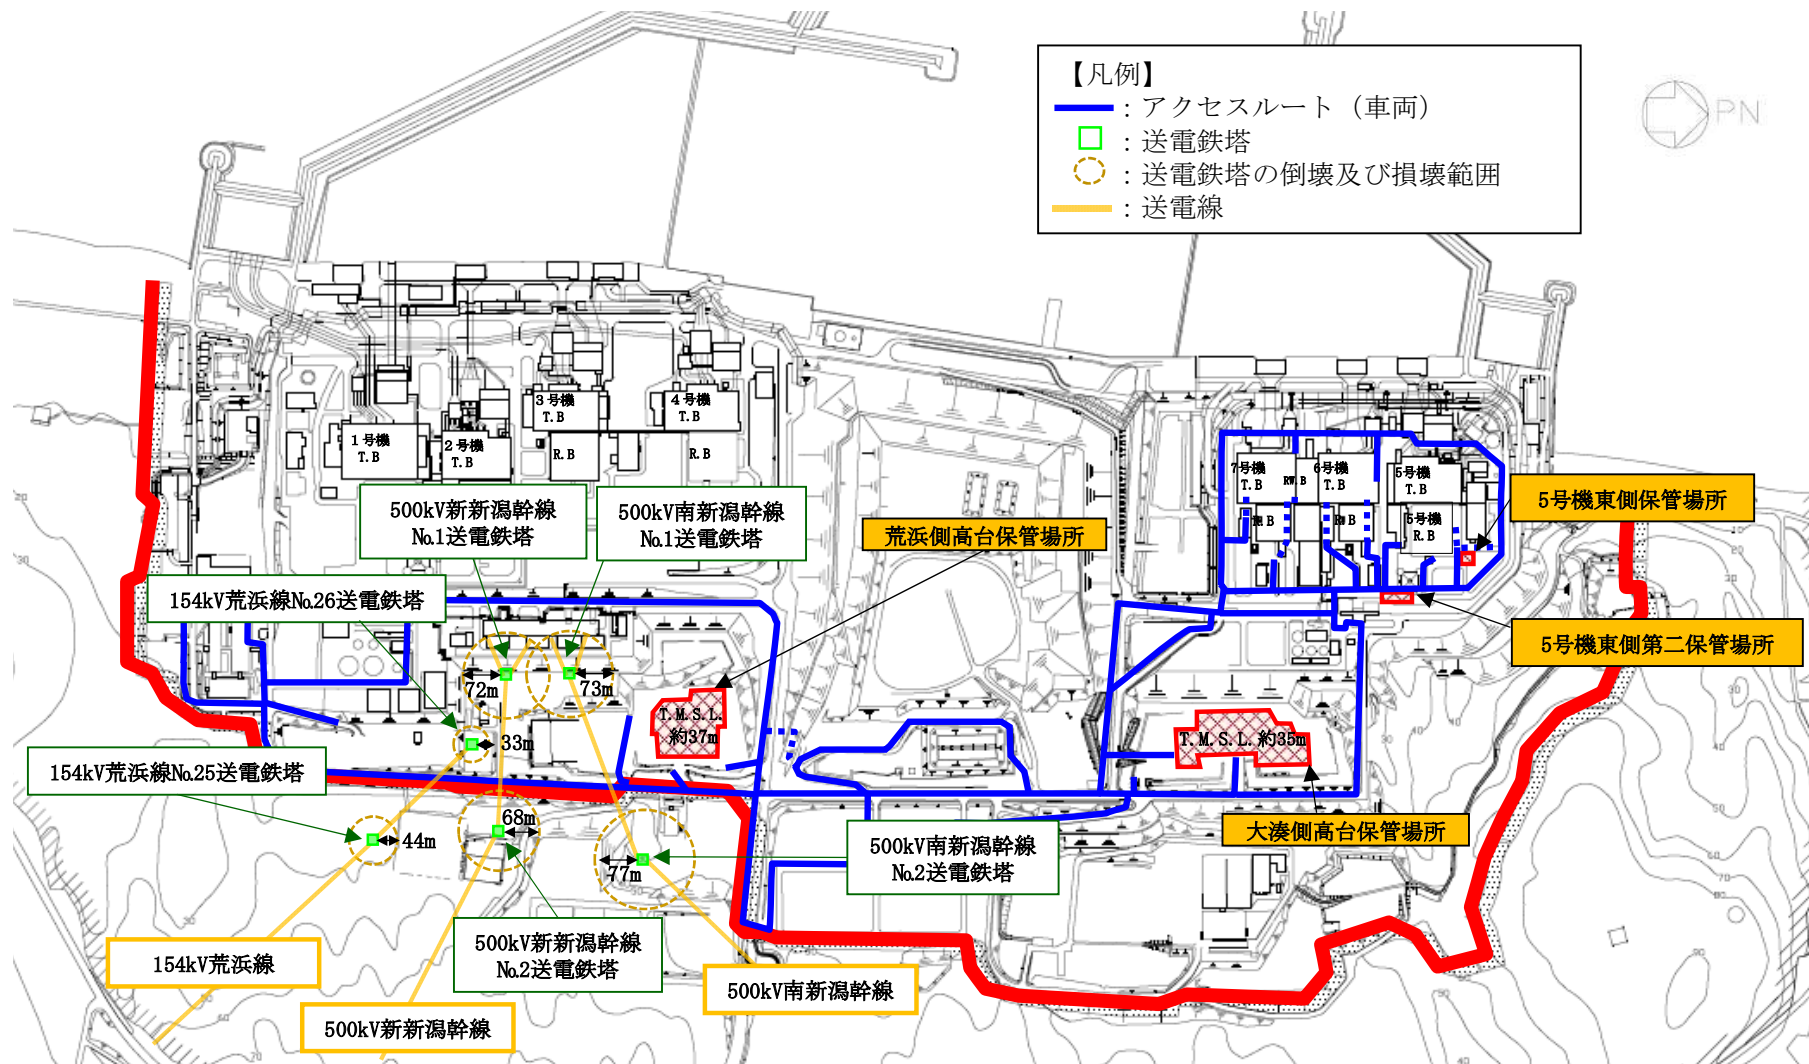 【凡例】
：アクセスルート（車両）
：送電鉄塔
：送電鉄塔の倒壊及び損壊範囲
：送電線
PN
3号機
T.B
4号機
T.B
1号機
T.B
2号機
T.B
R.B
R.B
7号機
T.B
RW.B
6号機
T.B
5号機
T.B
5号機
R.B
500kV新新潟幹線
No.1送電鉄塔
500kV南新潟幹線
No.1送電鉄塔
荒浜側高台保管場所
5号機東側保管場所
154kV荒浜線No.26送電鉄塔
5号機東側第二保管場所
72m
73m
T.M.S.L.
約37m
T.M.S.L.約35m
33m
154kV荒浜線No.25送電鉄塔
68m
44m
77m
大湊側高台保管場所
500kV南新潟幹線
No.2送電鉄塔
500kV新新潟幹線
No.2送電鉄塔
154kV荒浜線
500kV南新潟幹線
500kV新新潟幹線